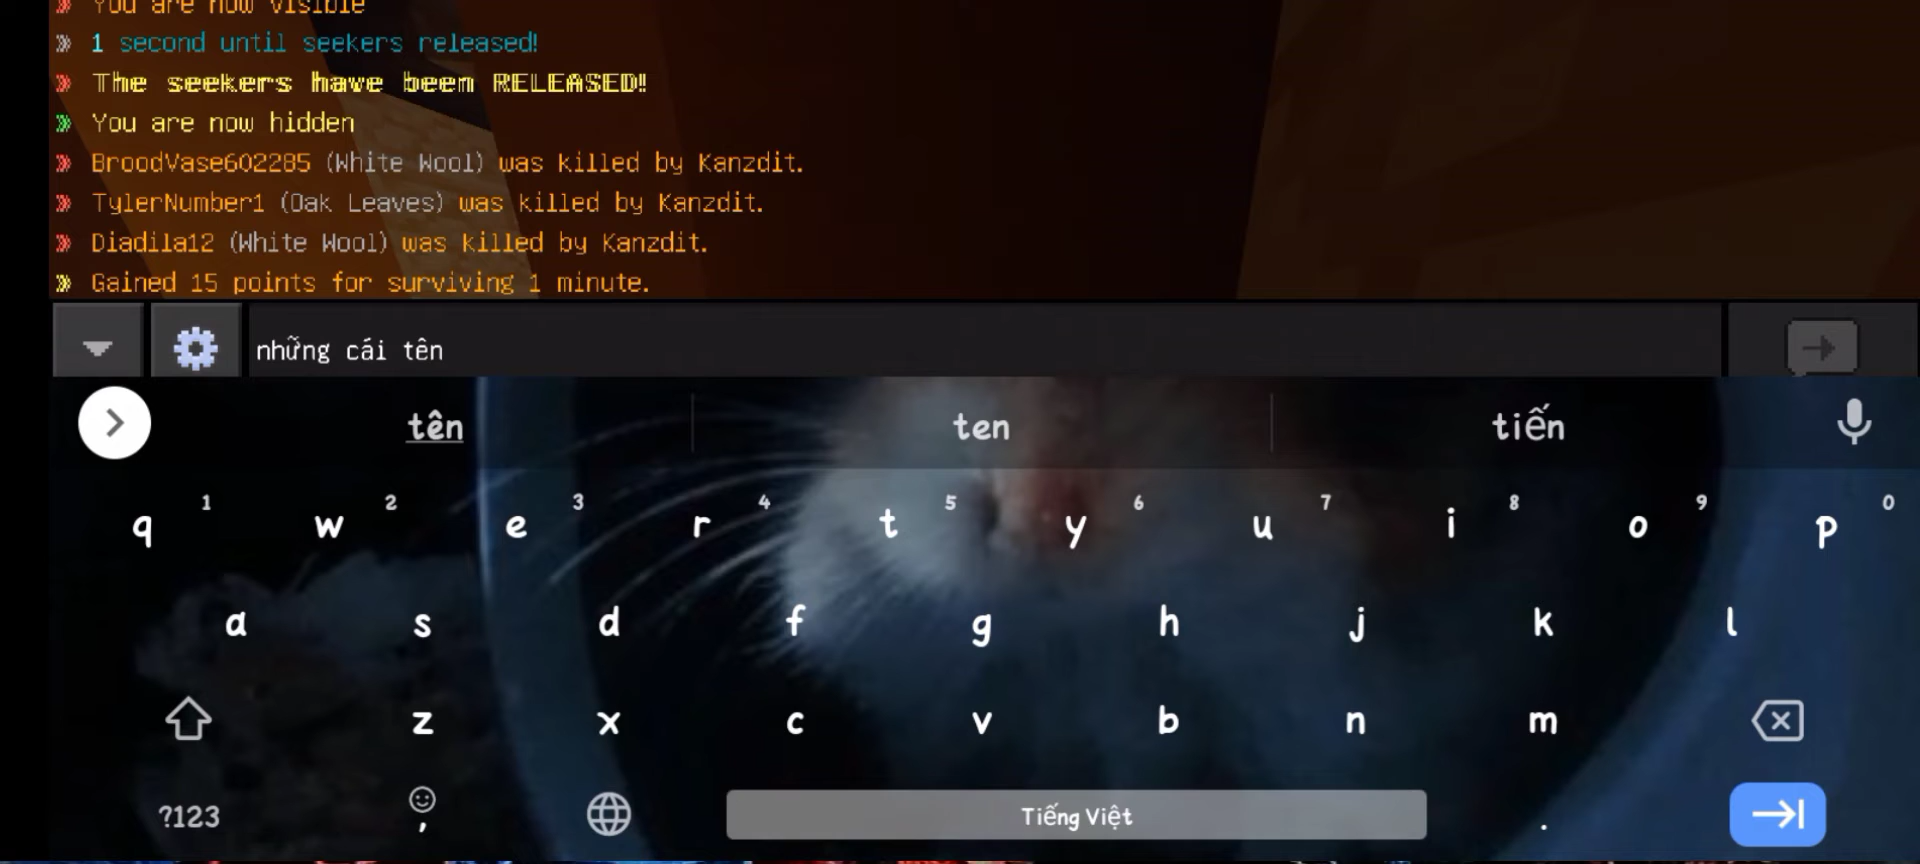 » You are now visible
» 1 second until seekers released!
» The seekers have been RELEASED!
» You are now hidden
» BroodVase602285 (White Wool) was killed by Kanzdit.
» TylerNumber1 (Oak Leaves) was killed by Kanzdit.
» Diadila12 (White Wool) was killed by Kanzdit.
» Gained 15 points for surviving 1 minute.
những cái tên
tên ten tiến
q 1 w 2 e 3 r 4 t 5 y 6 u 7 i 8 o 9 p 0
a s d f g h j k l
z x c v b n m
?123 , Tiếng Việt .